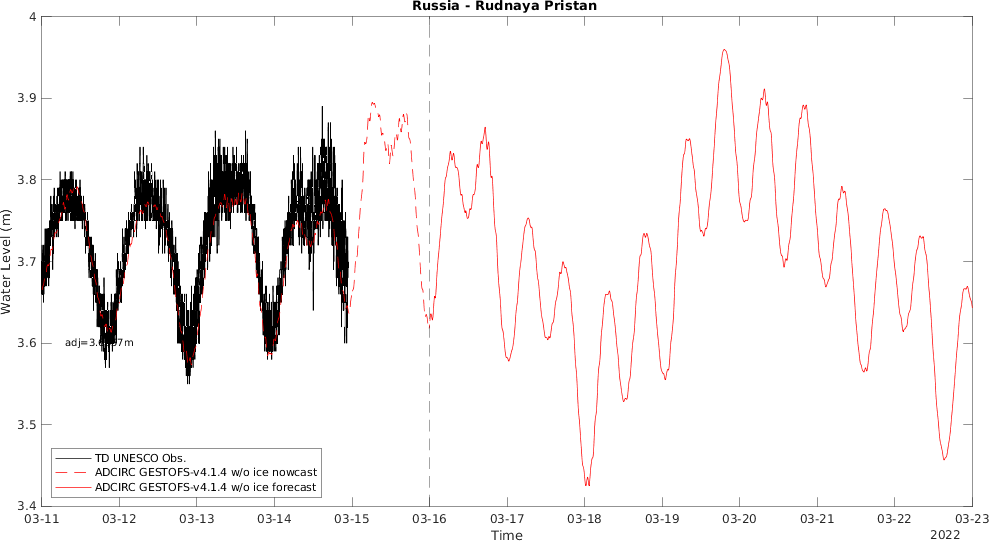 Russia - Rudnaya Pristan
Water Level (m)
4
3.9
3.8
3.7
3.6
3.5
3.4
TD UNESCO Obs.
ADCIRC GESTOFS-v4.1.4 w/o ice nowcast
ADCIRC GESTOFS-v4.1.4 w/o ice forecast
03-11 03-12 03-13 03-14 03-15 03-16 03-17 03-18 03-19 03-20 03-21 03-22 03-23
Time
2022